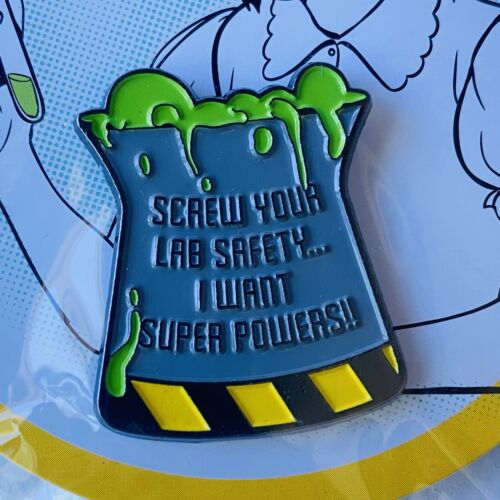 SCREW YOUR
LAB SAFETY...
I WANT
SUPER POWERS!!